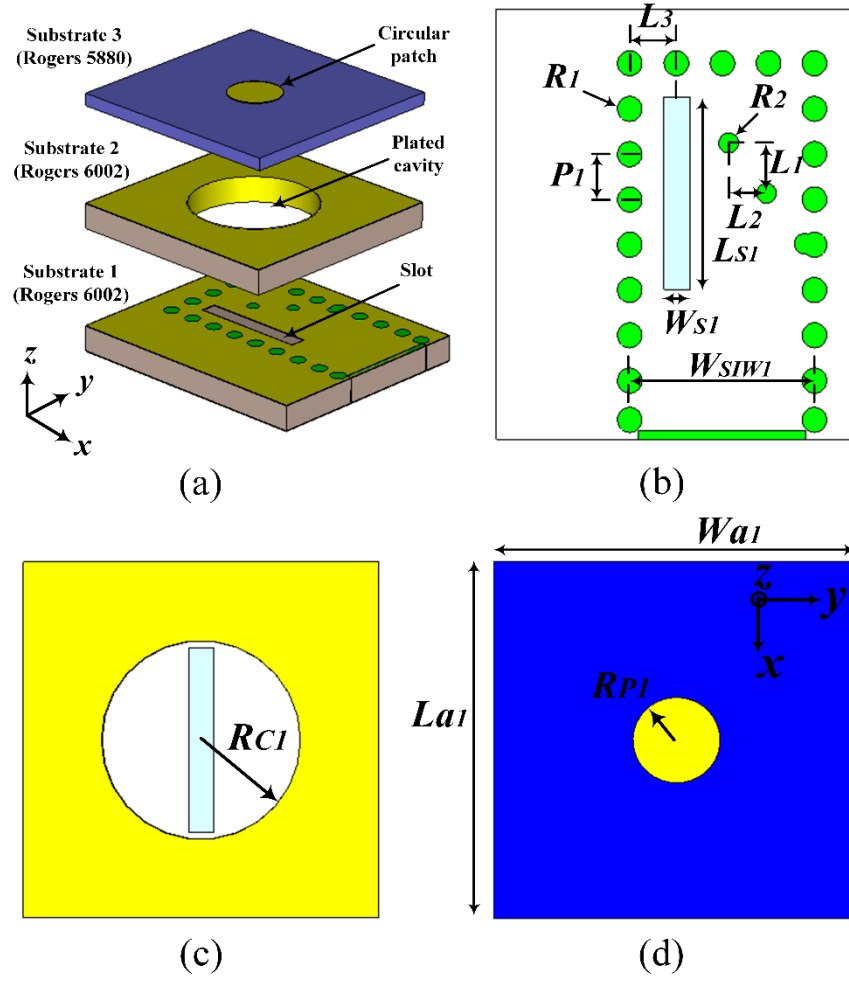 Substrate 3
(Rogers 5880)
Circular
patch
Substrate 2
(Rogers 6002)
Plated
cavity
Substrate 1
(Rogers 6002)
Slot
z
y
x
(a)
L3
R1
R2
P1
L1
L2
LS1
WS1
WSIW1
(b)
RC1
(c)
Wa1
z
y
x
La1
RP1
(d)